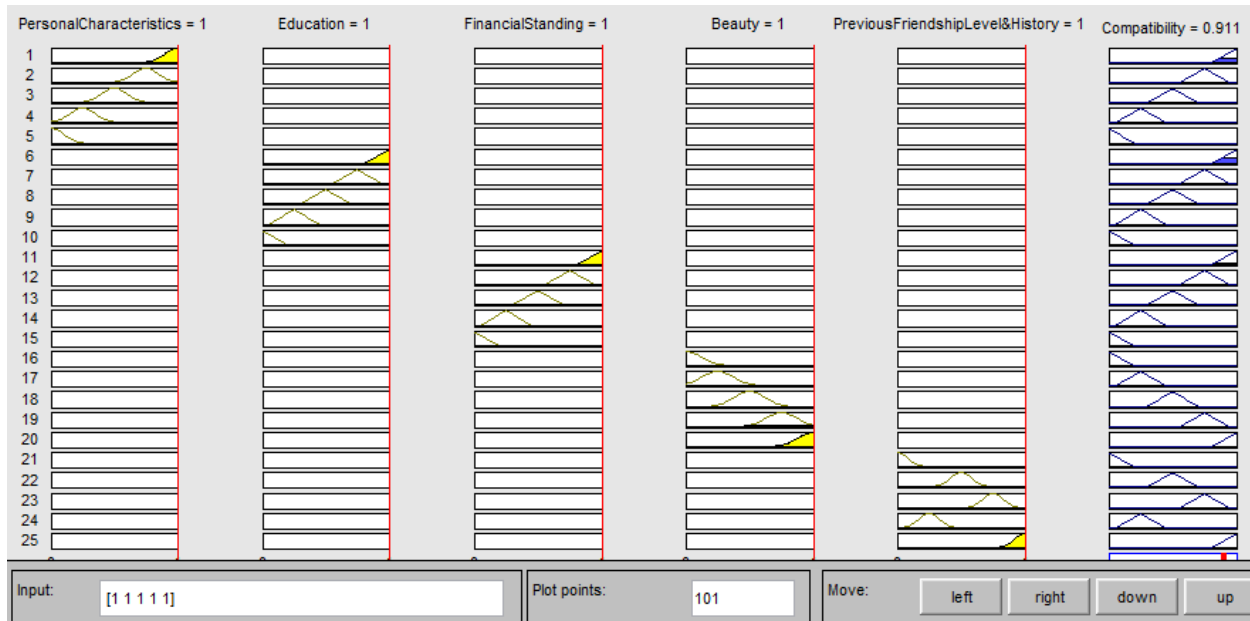 PersonalCharacteristics = 1
Education = 1
FinancialStanding = 1
Beauty = 1
PreviousFriendshipLevel&History = 1
Compatibility = 0.911
1
2
3
4
5
6
7
8
9
10
11
12
13
14
15
16
17
18
19
20
21
22
23
24
25
Input:
[1 1 1 1 1]
Plot points:
101
Move:
left
right
down
up